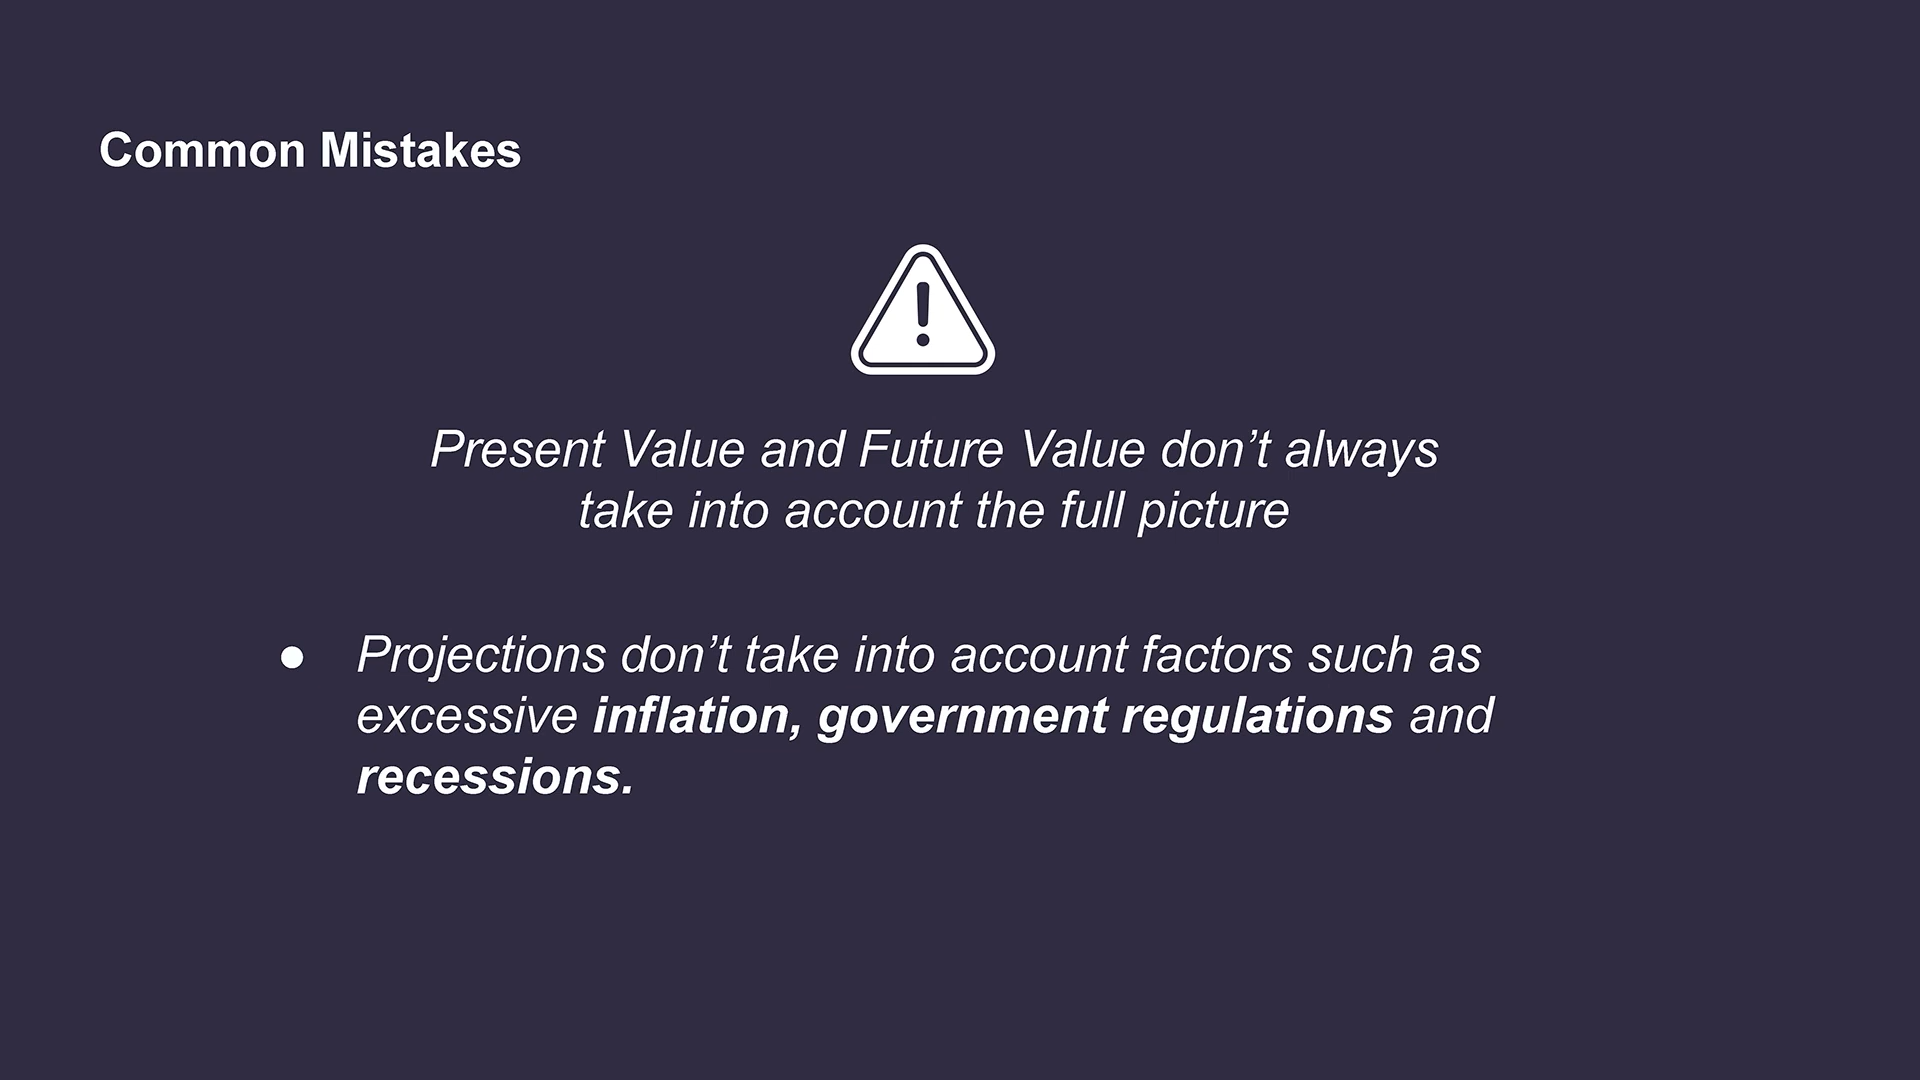 Common Mistakes
Present Value and Future Value don’t always
take into account the full picture
● Projections don’t take into account factors such as
excessive inflation, government regulations and
recessions.